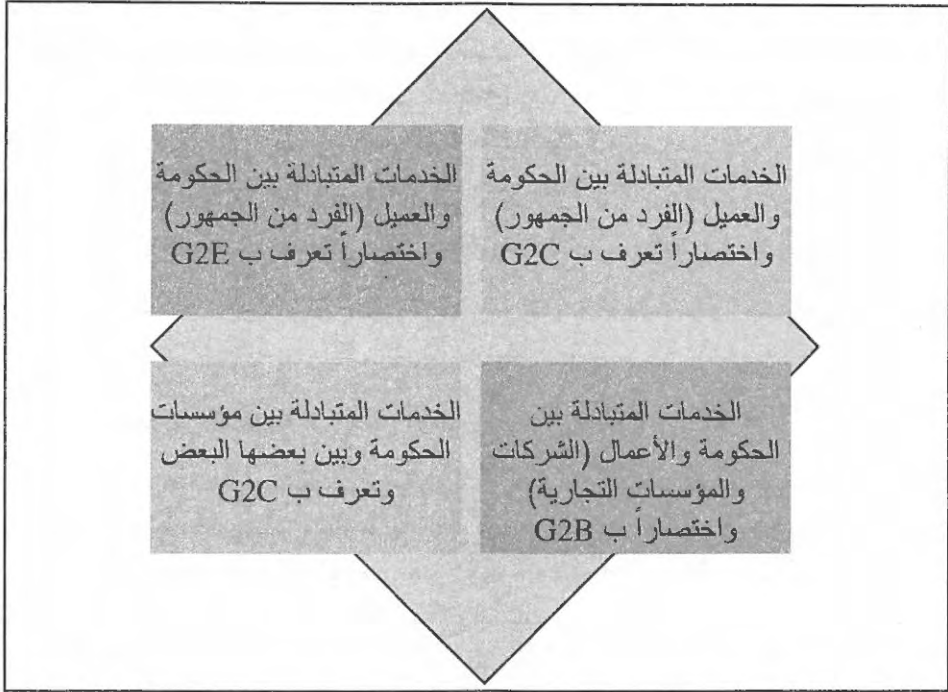 الخدمات المتبادلة بين الحكومة
والعميل (الفرد من الجمهور)
واختصاراً تعرف ب G2C
الخدمات المتبادلة بين الحكومة
والعميل (الفرد من الجمهور)
واختصاراً تعرف ب G2E
الخدمات المتبادلة بين
الحكومة والأعمال (الشركات
والمؤسسات التجارية)
واختصاراً ب G2B
الخدمات المتبادلة بين مؤسسات
الحكومة وبين بعضها البعض
وتعرف ب G2C